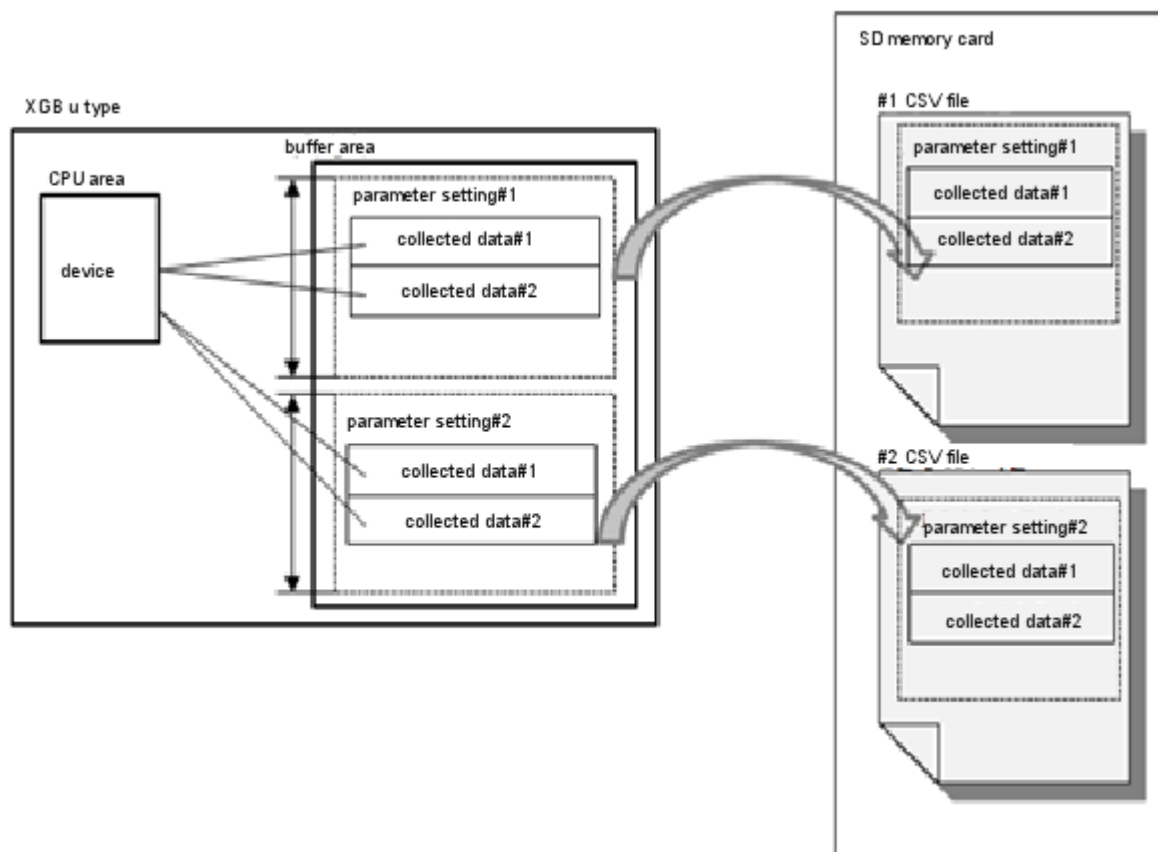 SD memory card
XGB u type
#1 CSV file
buffer area
parameter setting#1
CPU area
parameter setting#1
collected data#1
collected data#1
collected data#2
device
collected data#2
parameter setting#2
#2 CSV file
collected data#1
collected data#2
parameter setting#2
collected data#1
collected data#2